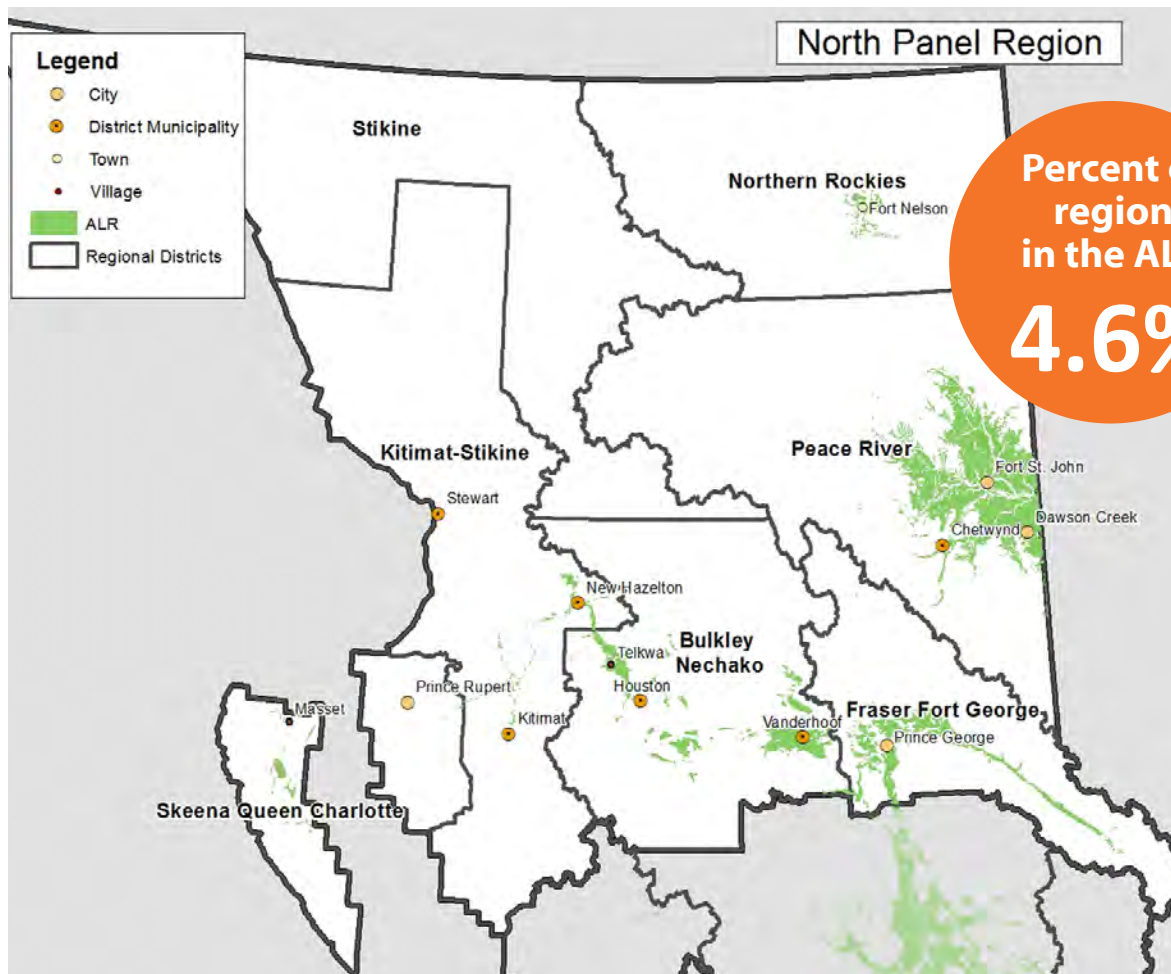 North Panel Region
Legend
City
District Municipality
Town
Village
ALR
Regional Districts
Percent
region
in the
4.6%
Stikine
Northern Rockies
Fort Nelson
Kitimat-Stikine
Stewart
Peace River
Fort St. John
Dawson Creek
Chetwynd
New Hazelton
Bulkley
Nechako
Telkwa
Houston
Prince Rupert
Kitimat
Masset
Skeena Queen Charlotte
Vanderhoof
Fraser Fort George
Prince George